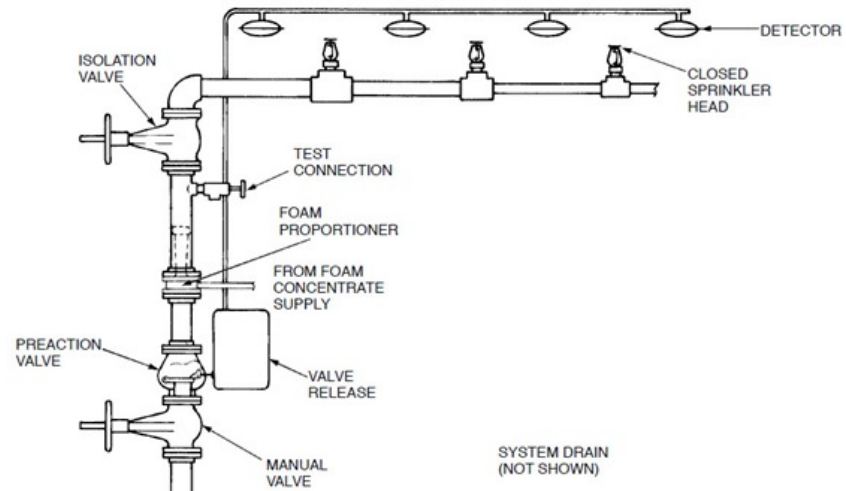 DETECTOR
ISOLATION
VALVE
CLOSED
SPRINKLER
HEAD
TEST
CONNECTION
FOAM
PROPORTIONER
FROM FOAM
CONCENTRATE
SUPPLY
PREACTION
VALVE
VALVE
RELEASE
MANUAL
VALVE
SYSTEM DRAIN
(NOT SHOWN)